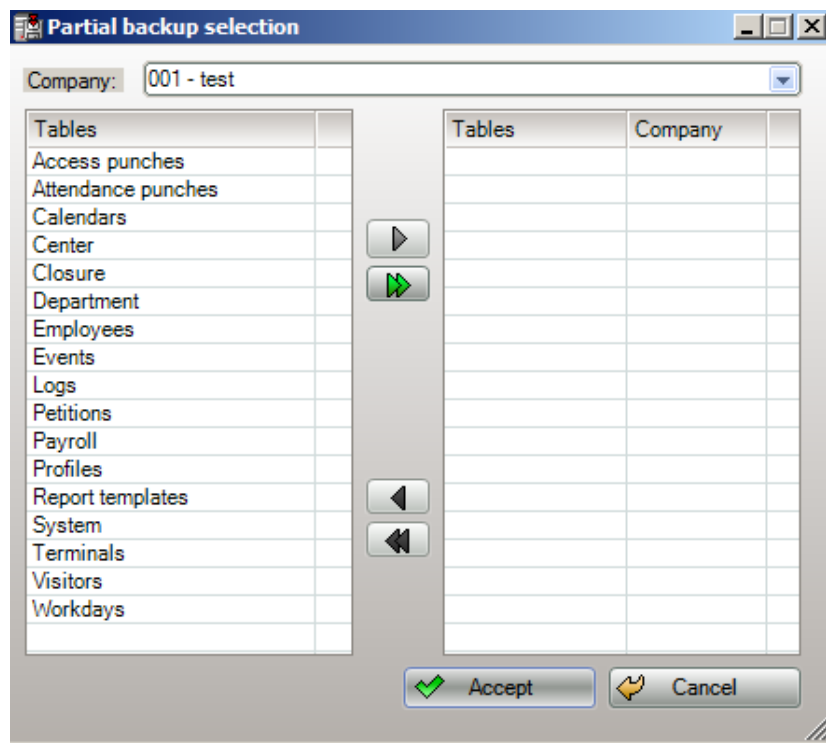 Partial backup selection
Company: 001 - test
Tables
Access punches
Attendance punches
Calendars
Center
Closure
Department
Employees
Events
Logs
Petitions
Payroll
Profiles
Report templates
System
Terminals
Visitors
Workdays
Tables Company
Accept Cancel